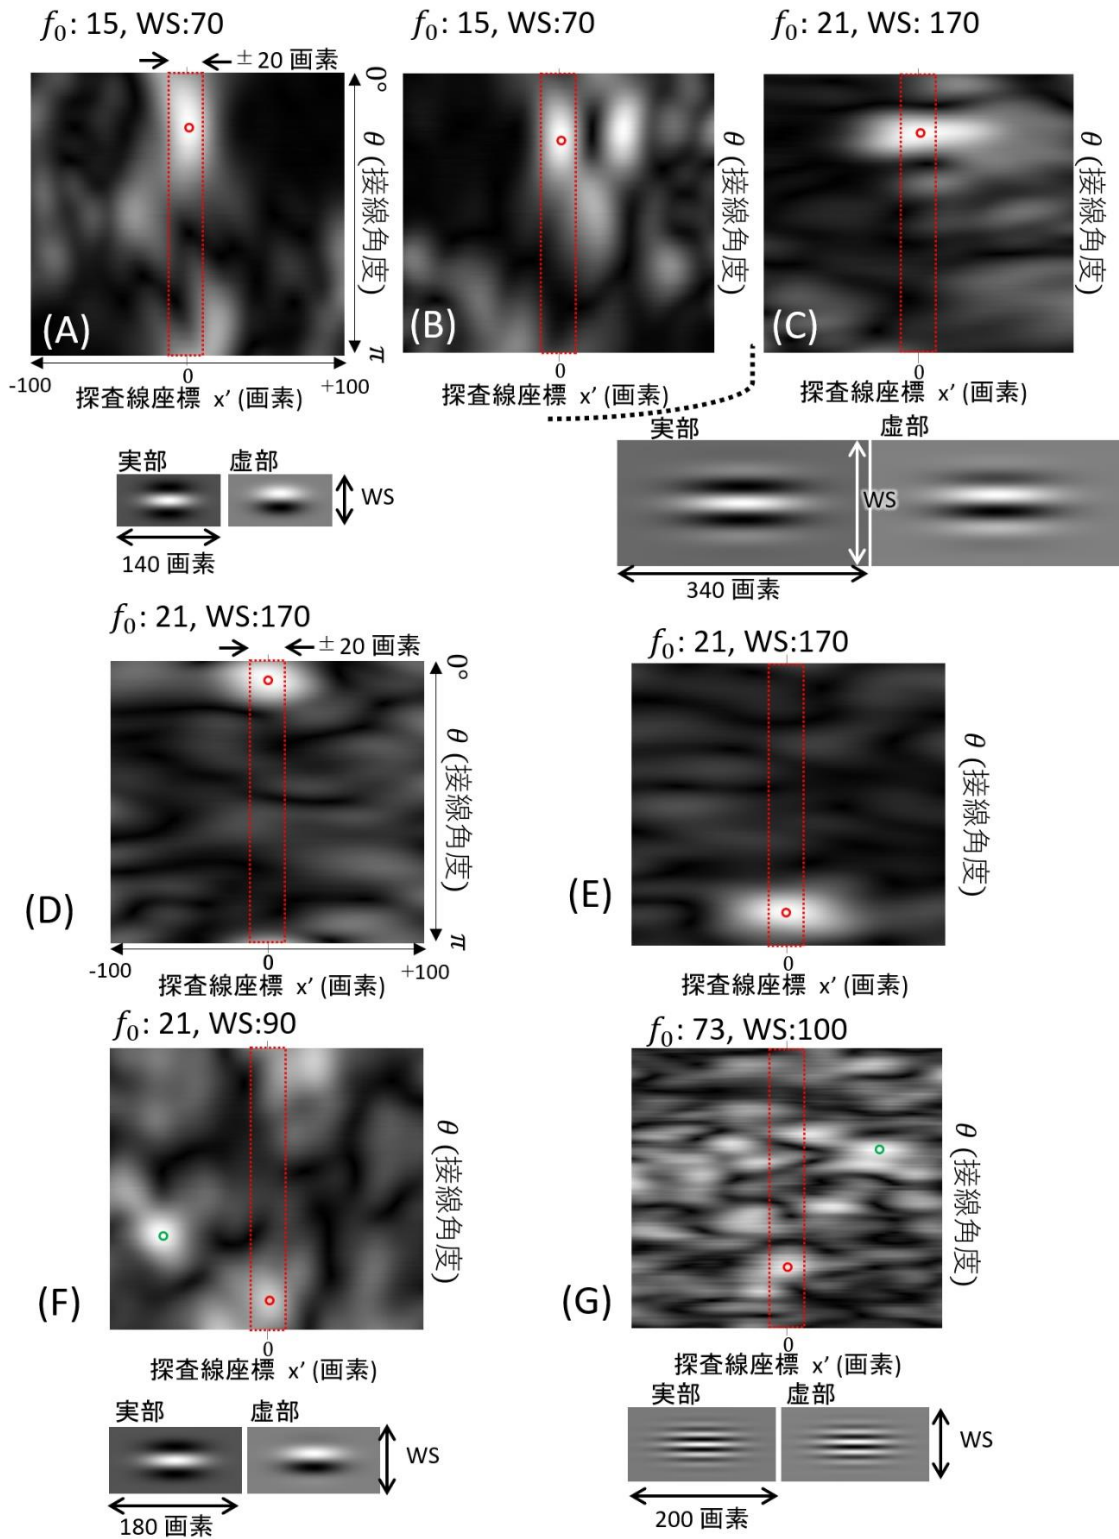 f₀: 15, WS:70
f₀: 15, WS:70
f₀: 21, WS: 170
±20 画素
0°
θ (接線角度)
π
(A)
-100
0
+100
探査線座標 x' (画素)
θ (接線角度)
(B)
0
探査線座標 x' (画素)
θ (接線角度)
(C)
0
探査線座標 x' (画素)
実部
虚部
WS
140 画素
実部
虚部
WS
340 画素
f₀: 21, WS:170
±20 画素
0°
θ (接線角度)
π
(D)
-100
0
+100
探査線座標 x' (画素)
f₀: 21, WS:170
θ (接線角度)
(E)
0
探査線座標 x' (画素)
f₀: 21, WS:90
θ (接線角度)
(F)
0
探査線座標 x' (画素)
実部
虚部
WS
180 画素
f₀: 73, WS:100
θ (接線角度)
(G)
0
探査線座標 x' (画素)
実部
虚部
WS
200 画素